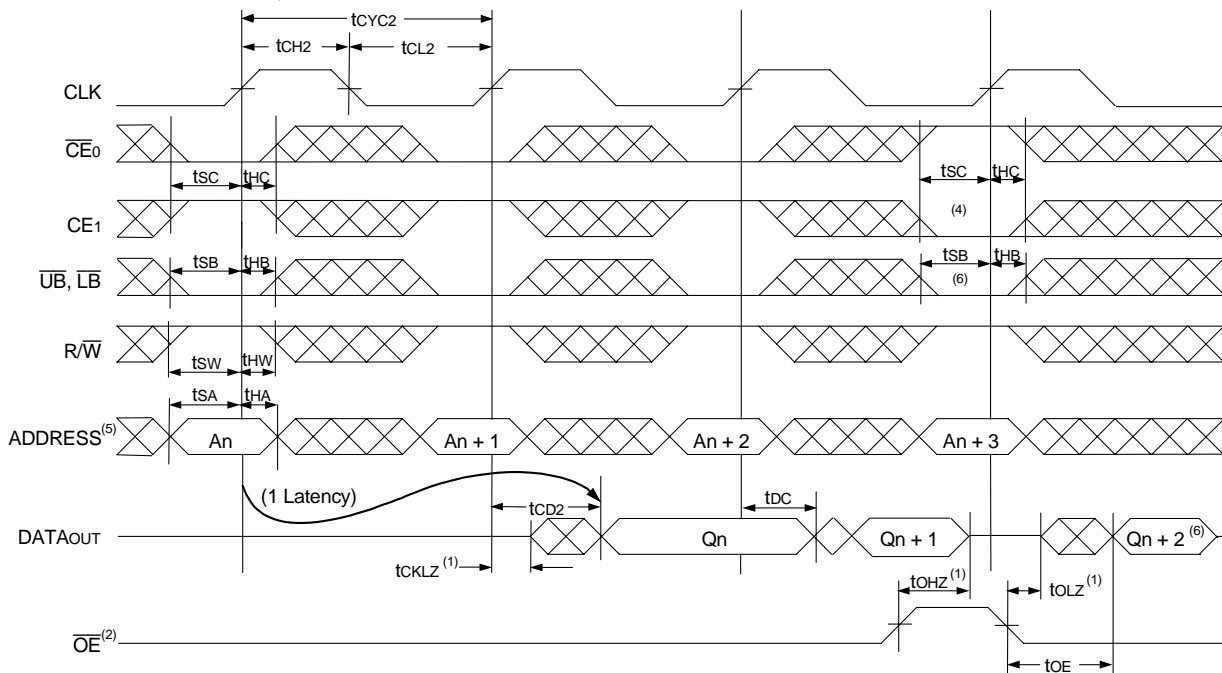 tCYC2
tCH2 tCL2
CLK
CE0
tSC tHC tSC tHC
CE1 (4)
tSB tHB tSB tHB
UB, LB (6)
R/W
tSW tHW
tSA tHA
ADDRESS(5) An An + 1 An + 2 An + 3
(1 Latency) tCD2 tDC
DATAOUT Qn Qn + 1 Qn + 2(6)
tCKLZ(1) tOHZ(1) tOLZ(1)
OE(2)
tOE